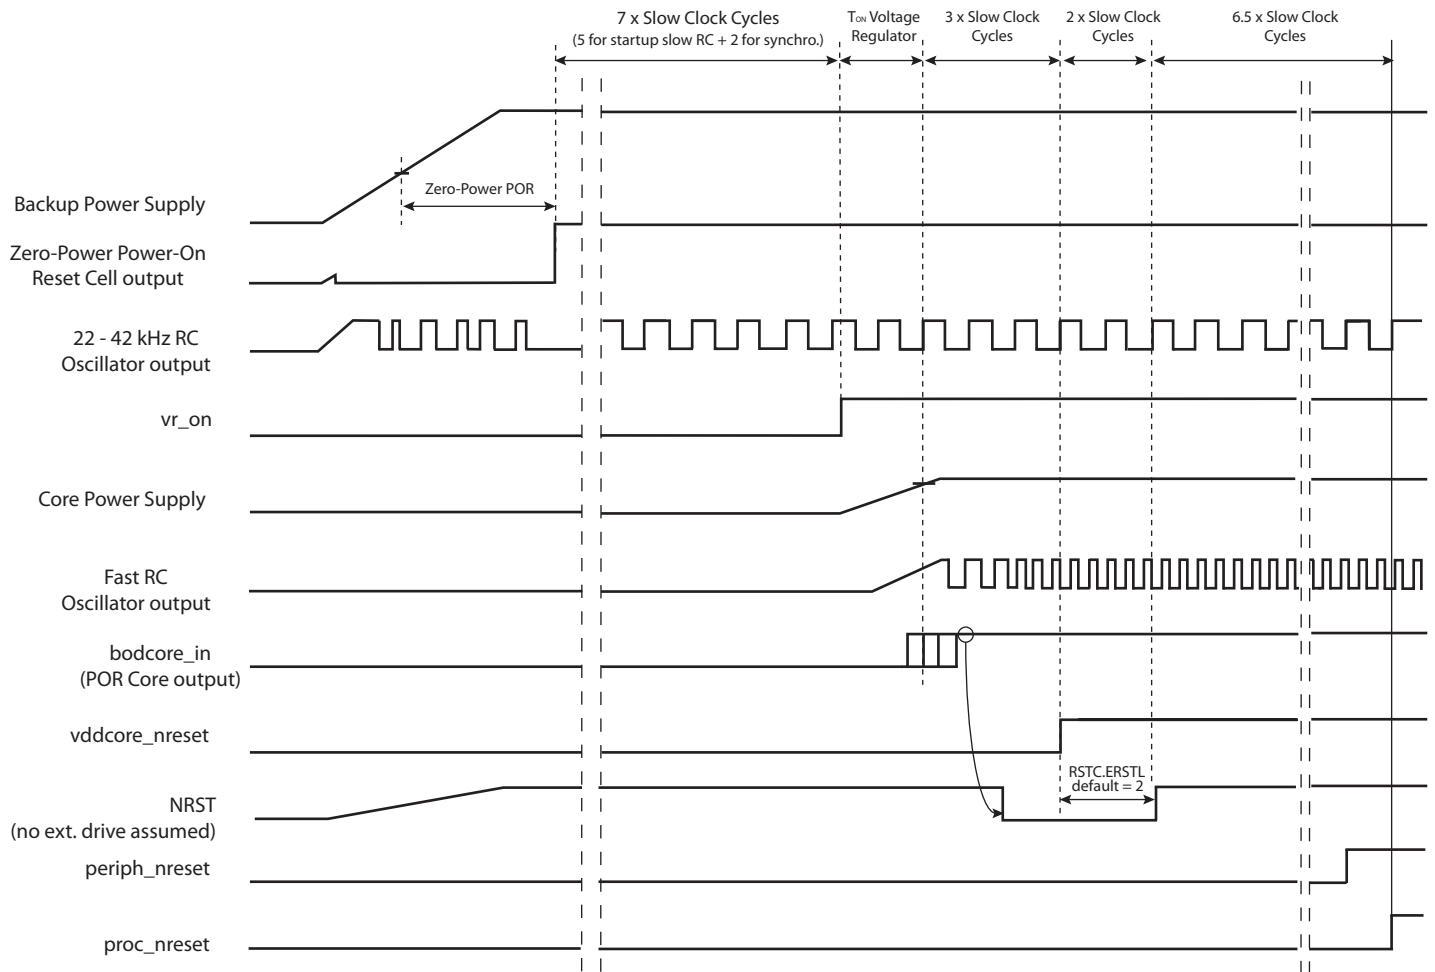 7 x Slow Clock Cycles
(5 for startup slow RC + 2 for synchro.)
TON Voltage
Regulator
3 x Slow Clock
Cycles
2 x Slow Clock
Cycles
6.5 x Slow Clock
Cycles
Zero-Power POR
Backup Power Supply
Zero-Power Power-On
Reset Cell output
22 - 42 kHz RC
Oscillator output
vr_on
Core Power Supply
Fast RC
Oscillator output
bodcore_in
(POR Core output)
vddcore_nreset
RSTC.ERSTL
default = 2
NRST
(no ext. drive assumed)
periph_nreset
proc_nreset